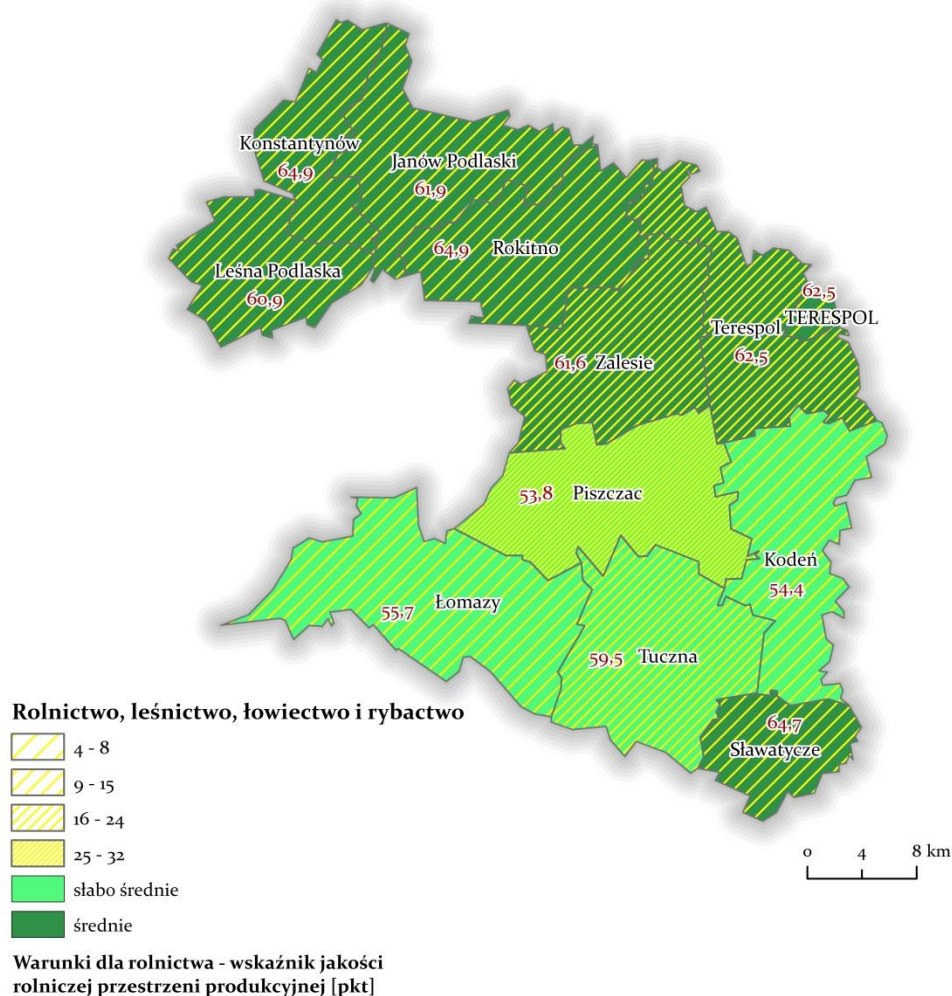 Konstantynów
64,9
Janów Podlaski
61,9
64,9 Rokitno
Leśna Podlaska
60,9
62,5
TERESPOL
Terespol
62,5
61,6 Zalesie
53,8 Piszczac
Kodeń
54,4
Łomazy
55,7
59,5 Tuczna
64,7
Sławatycze
Rolnictwo, leśnictwo, łowiectwo i rybactwo
4 - 8
9 - 15
16 - 24
25 - 32
słabo średnie
średnie
0 4 8 km
Warunki dla rolnictwa - wskaźnik jakości
rolniczej przestrzeni produkcyjnej [pkt]